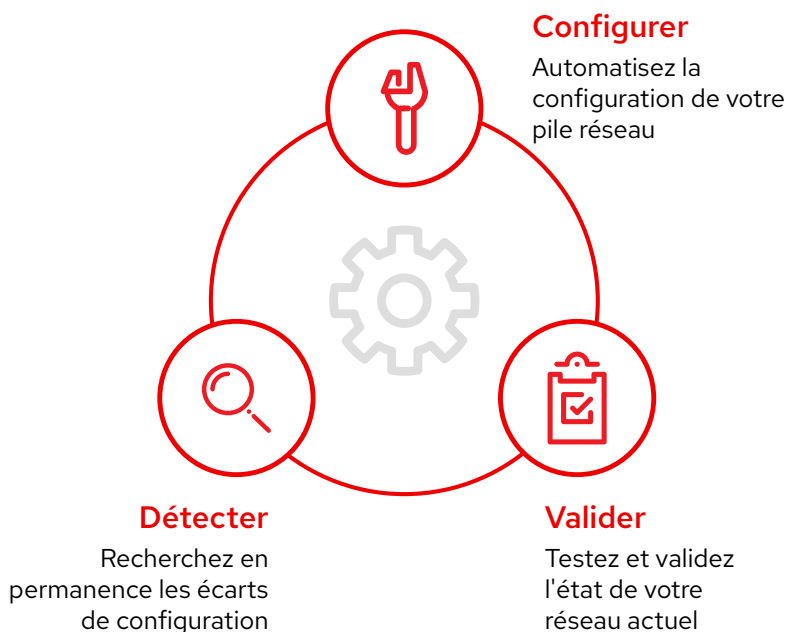 Configurer
Automatisez la
configuration de votre
pile réseau
Détecter
Recherchez en
permanence les écarts
de configuration
Valider
Testez et validez
l'état de votre
réseau actuel